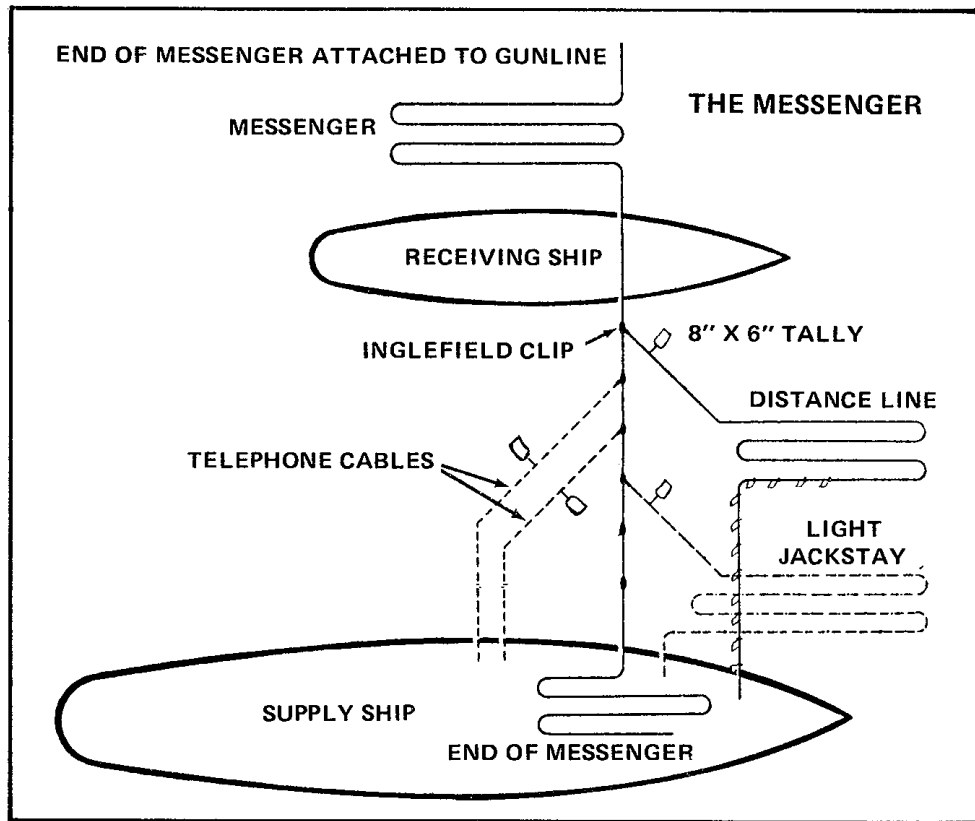 END OF MESSENGER ATTACHED TO GUNLINE
THE MESSENGER
MESSENGER
RECEIVING SHIP
INGLEFIELD CLIP
8" X 6" TALLY
DISTANCE LINE
TELEPHONE CABLES
LIGHT
JACKSTAY
SUPPLY SHIP
END OF MESSENGER